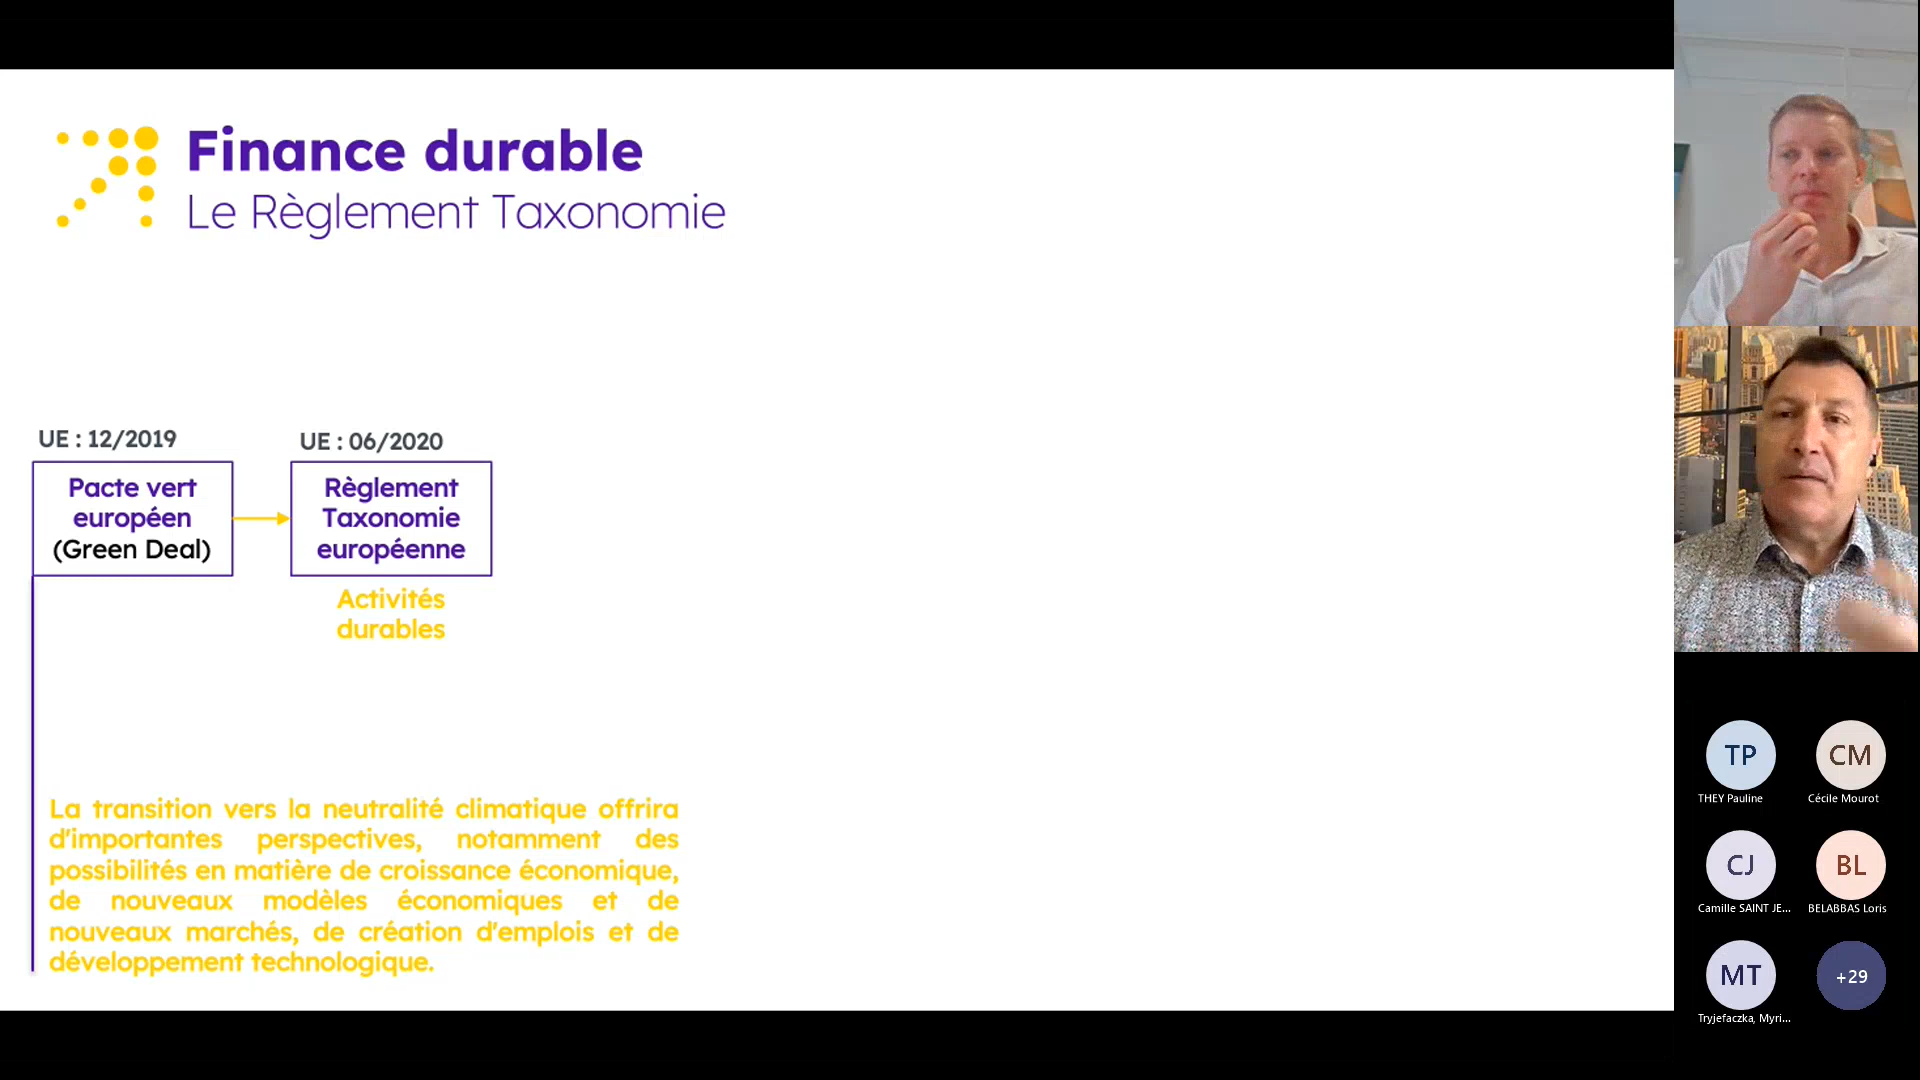 Finance durable
Le Règlement Taxonomie
UE : 12/2019
UE : 06/2020
Pacte vert
européen
(Green Deal)
Règlement
Taxonomie
européenne
Activités
durables
La transition vers la neutralité climatique offrira
d'importantes perspectives, notamment des
possibilités en matière de croissance économique,
de nouveaux modèles économiques et de
nouveaux marchés, de création d'emplois et de
développement technologique.
TP
THEY Pauline
CM
Cécile Mourot
CJ
Camille SAINT JE...
BL
BELABBAS Loris
MT
Tryjefaczka, Myri...
+29